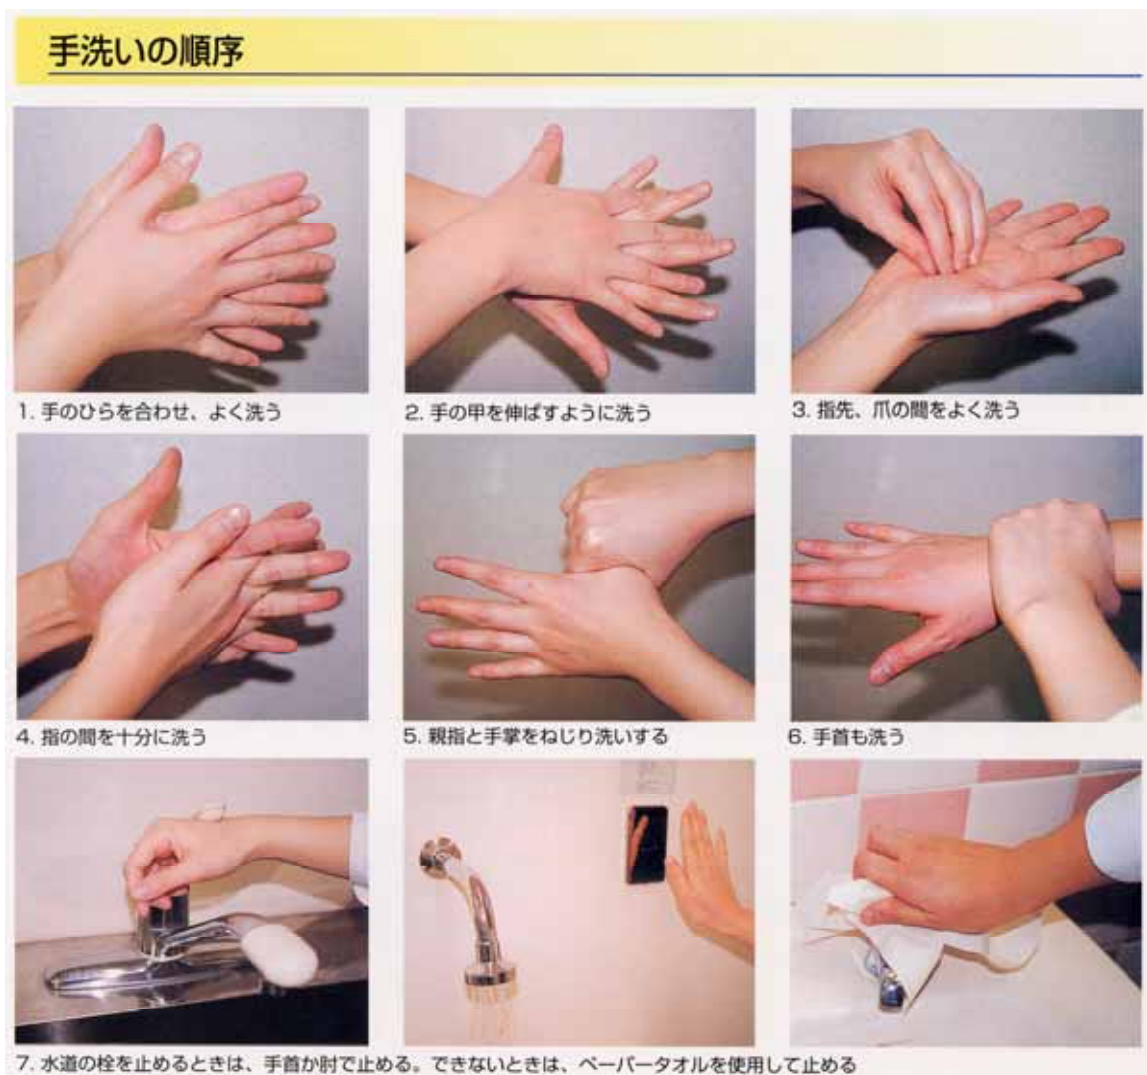 手洗いの順序
1. 手のひらを合わせ、よく洗う
2. 手の甲を伸ばすように洗う
3. 指先、爪の間をよく洗う
4. 指の間を十分に洗う
5. 親指と手掌をねじり洗いする
6. 手首も洗う
7. 水道の栓を止めるときは、手首か肘で止める。できないときは、ペーパータオルを使用して止める